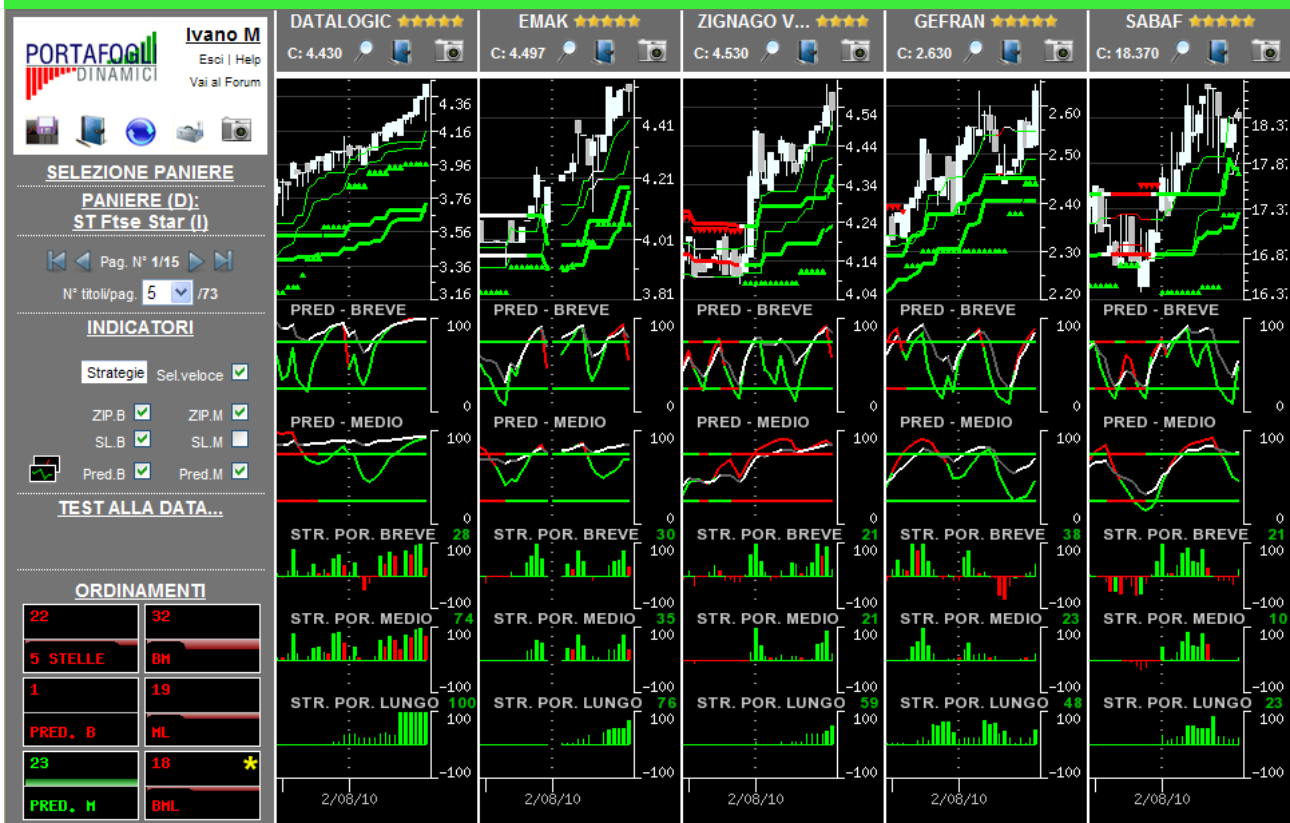 PORTAFOGLI
DINAMICI
Ivano M
Esci | Help
Vai al Forum
SELEZIONE PANIERE
PANIERE (D):
ST Ftse Star (I)
Pag. N° 1/15
N° titoli/pag. 5 /73
INDICATORI
Strategie Sel.veloce
ZIP.B ZIP.M
SL.B SL.M
Pred.B Pred.M
TEST ALLA DATA...
ORDINAMENTI
22 32
5 STELLE BM
1 19
PRED. B ML
23 18 *
PRED. M BML
DATALOGIC
C: 4.430
4.36
4.16
3.96
3.76
3.56
3.36
3.16
PRED - BREVE
100
0
PRED - MEDIO
100
0
STR. POR. BREVE 28
100
-100
STR. POR. MEDIO 74
100
-100
STR. POR. LUNGO 100
100
-100
2/08/10
EMAK
C: 4.497
4.41
4.21
4.01
3.81
PRED - BREVE
100
0
PRED - MEDIO
100
0
STR. POR. BREVE 30
100
-100
STR. POR. MEDIO 35
100
-100
STR. POR. LUNGO 76
100
-100
2/08/10
ZIGNAGO V...
C: 4.530
4.54
4.44
4.34
4.24
4.14
4.04
PRED - BREVE
100
0
PRED - MEDIO
100
0
STR. POR. BREVE 21
100
-100
STR. POR. MEDIO 21
100
-100
STR. POR. LUNGO 59
100
-100
2/08/10
GEFRAN
C: 2.630
2.60
2.50
2.40
2.30
2.20
PRED - BREVE
100
0
PRED - MEDIO
100
0
STR. POR. BREVE 38
100
-100
STR. POR. MEDIO 23
100
-100
STR. POR. LUNGO 48
100
-100
2/08/10
SABAF
C: 18.370
18.37
17.87
17.37
16.87
16.37
PRED - BREVE
100
0
PRED - MEDIO
100
0
STR. POR. BREVE 21
100
-100
STR. POR. MEDIO 10
100
-100
STR. POR. LUNGO 23
100
-100
2/08/10